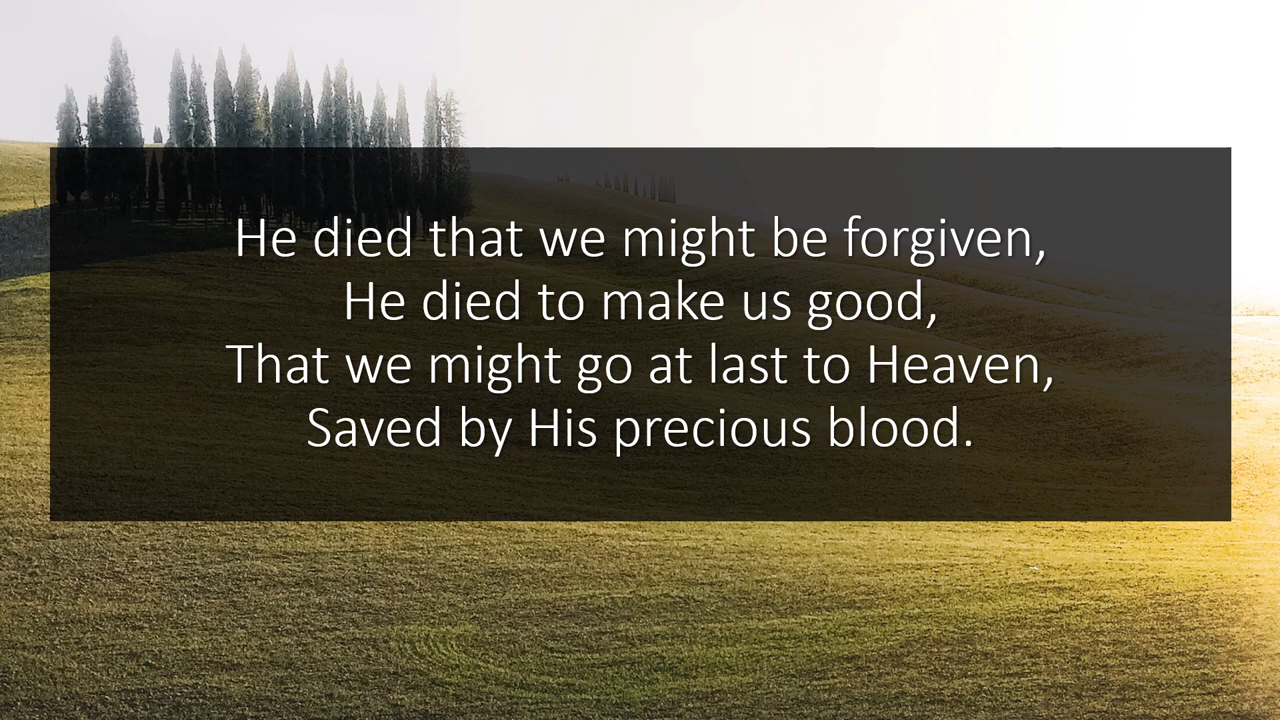 He died that we might be forgiven,
He died to make us good,
That we might go at last to Heaven,
Saved by His precious blood.